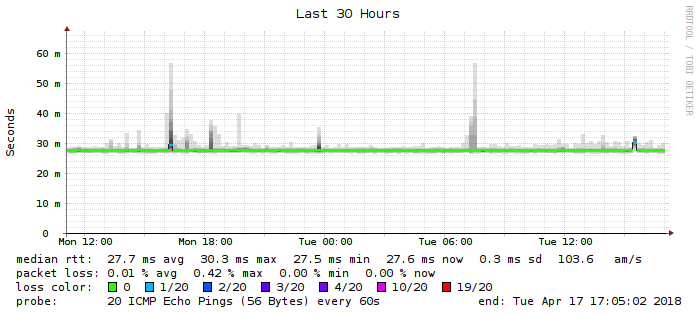 Last 30 Hours
RRDTOOL / TOBI OETIKER
Seconds
60 m
50 m
40 m
30 m
20 m
10 m
0
Mon 12:00 Mon 18:00 Tue 00:00 Tue 06:00 Tue 12:00
median rtt: 27.7 ms avg 30.3 ms max 27.5 ms min 27.6 ms now 0.3 ms sd 103.6 am/s
packet loss: 0.01 % avg 0.42 % max 0.00 % min 0.00 % now
loss color: 0 1/20 2/20 3/20 4/20 10/20 19/20
probe: 20 ICMP Echo Pings (56 Bytes) every 60s end: Tue Apr 17 17:05:02 2018